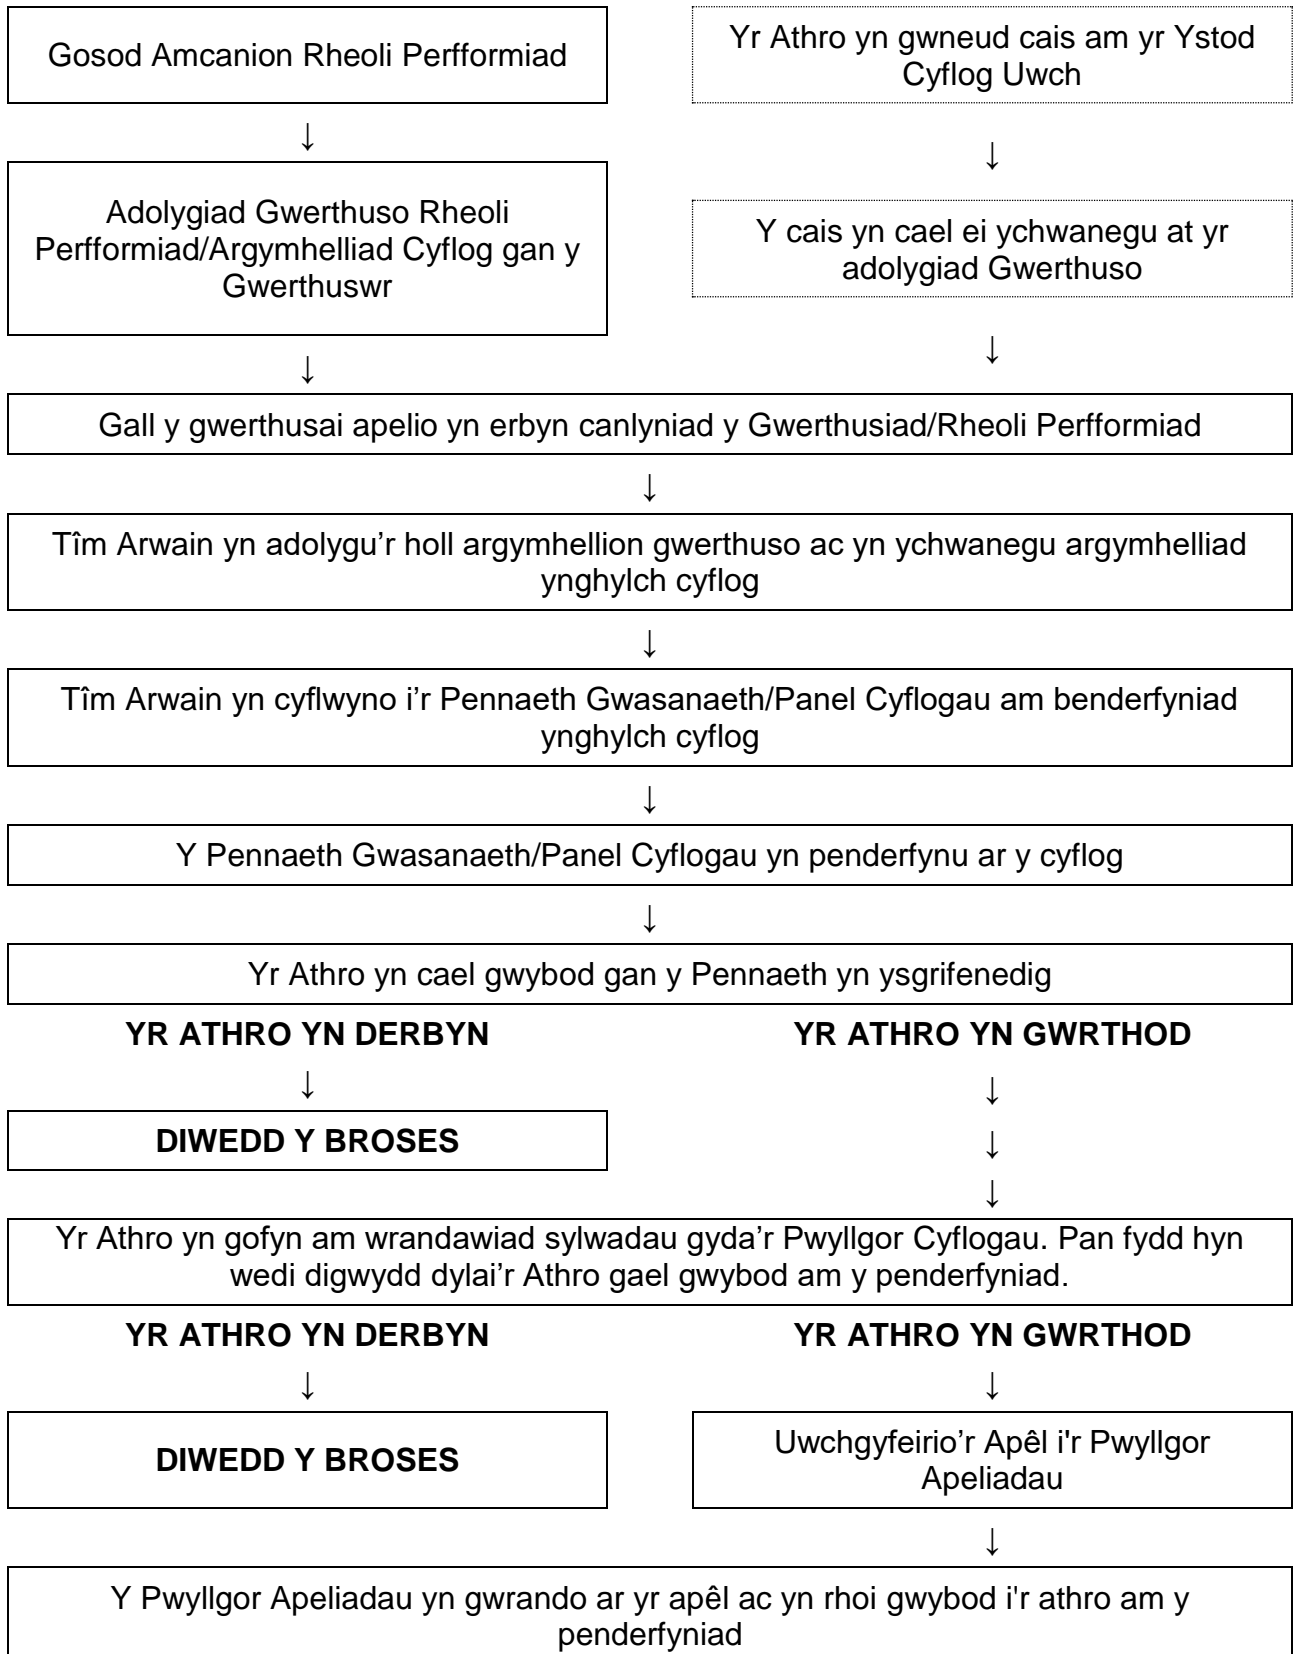 Gosod Amcanion Rheoli Perfformiad
Yr Athro yn gwneud cais am yr Ystod
Cyflog Uwch
↓
↓
Adolygiad Gwerthuso Rheoli
Perfformiad/Argymhelliad Cyflog gan y
Gwerthuswr
Y cais yn cael ei ychwanegu at yr
adolygiad Gwerthuso
↓
↓
Gall y gwerthusai apelio yn erbyn canlyniad y Gwerthusiad/Rheoli Perfformiad
↓
Tîm Arwain yn adolygu’r holl argymhellion gwerthuso ac yn ychwanegu argymhelliad
ynghylch cyflog
↓
Tîm Arwain yn cyflwyno i’r Pennaeth Gwasanaeth/Panel Cyflogau am benderfyniad
ynghylch cyflog
↓
Y Pennaeth Gwasanaeth/Panel Cyflogau yn penderfynu ar y cyflog
↓
Yr Athro yn cael gwybod gan y Pennaeth yn ysgrifenedig
YR ATHRO YN DERBYN
YR ATHRO YN GWRTHOD
↓
↓
DIWEDD Y BROSES
↓
↓
Yr Athro yn gofyn am wrandawiad sylwadau gyda’r Pwyllgor Cyflogau. Pan fydd hyn
wedi digwydd dylai’r Athro gael gwybod am y penderfyniad.
YR ATHRO YN DERBYN
YR ATHRO YN GWRTHOD
↓
↓
DIWEDD Y BROSES
Uwchgyfeirio’r Apêl i'r Pwyllgor
Apeliadau
↓
Y Pwyllgor Apeliadau yn gwrando ar yr apêl ac yn rhoi gwybod i'r athro am y
penderfyniad